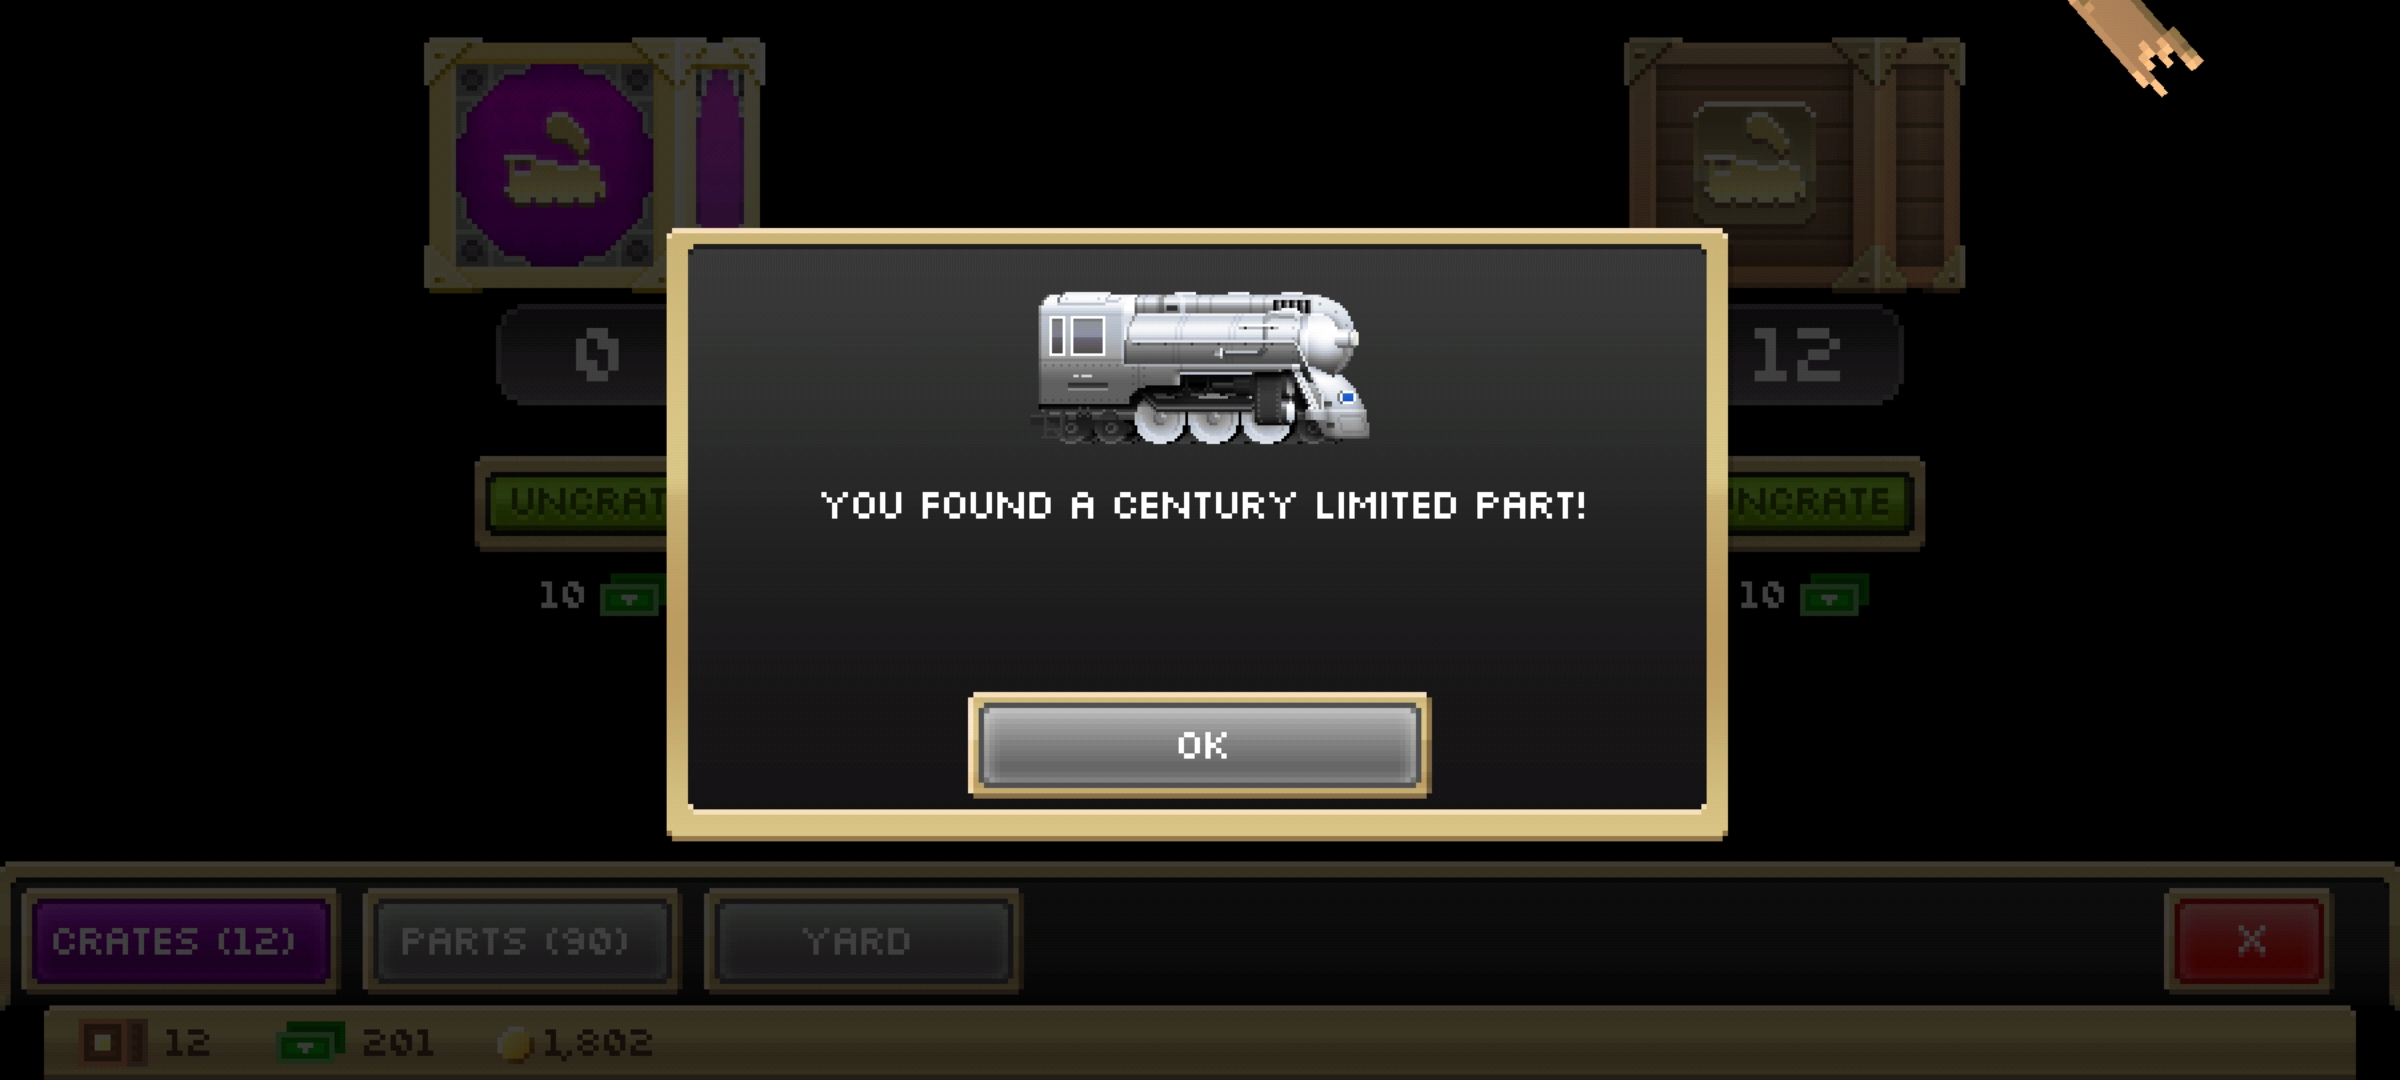 0
12
YOU FOUND A CENTURY LIMITED PART!
UNCRAT
NCRATE
10
10
OK
CRATES (12)
PARTS (90)
YARD
X
12
201
1,802